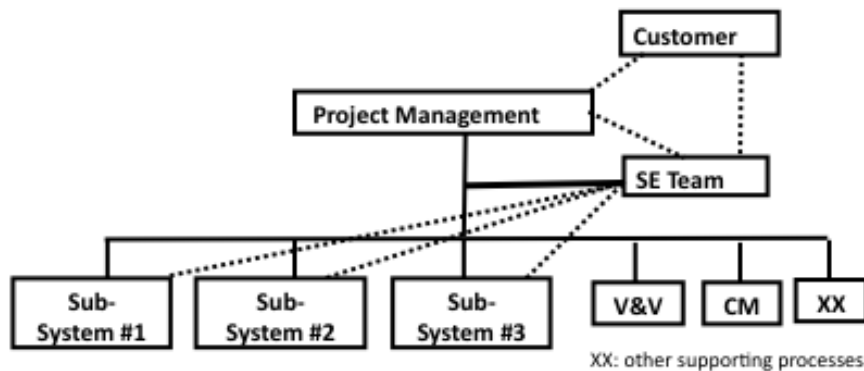 Customer
Project Management
SE Team
Sub-
System #1
Sub-
System #2
Sub-
System #3
V&V
CM
XX
XX: other supporting processes